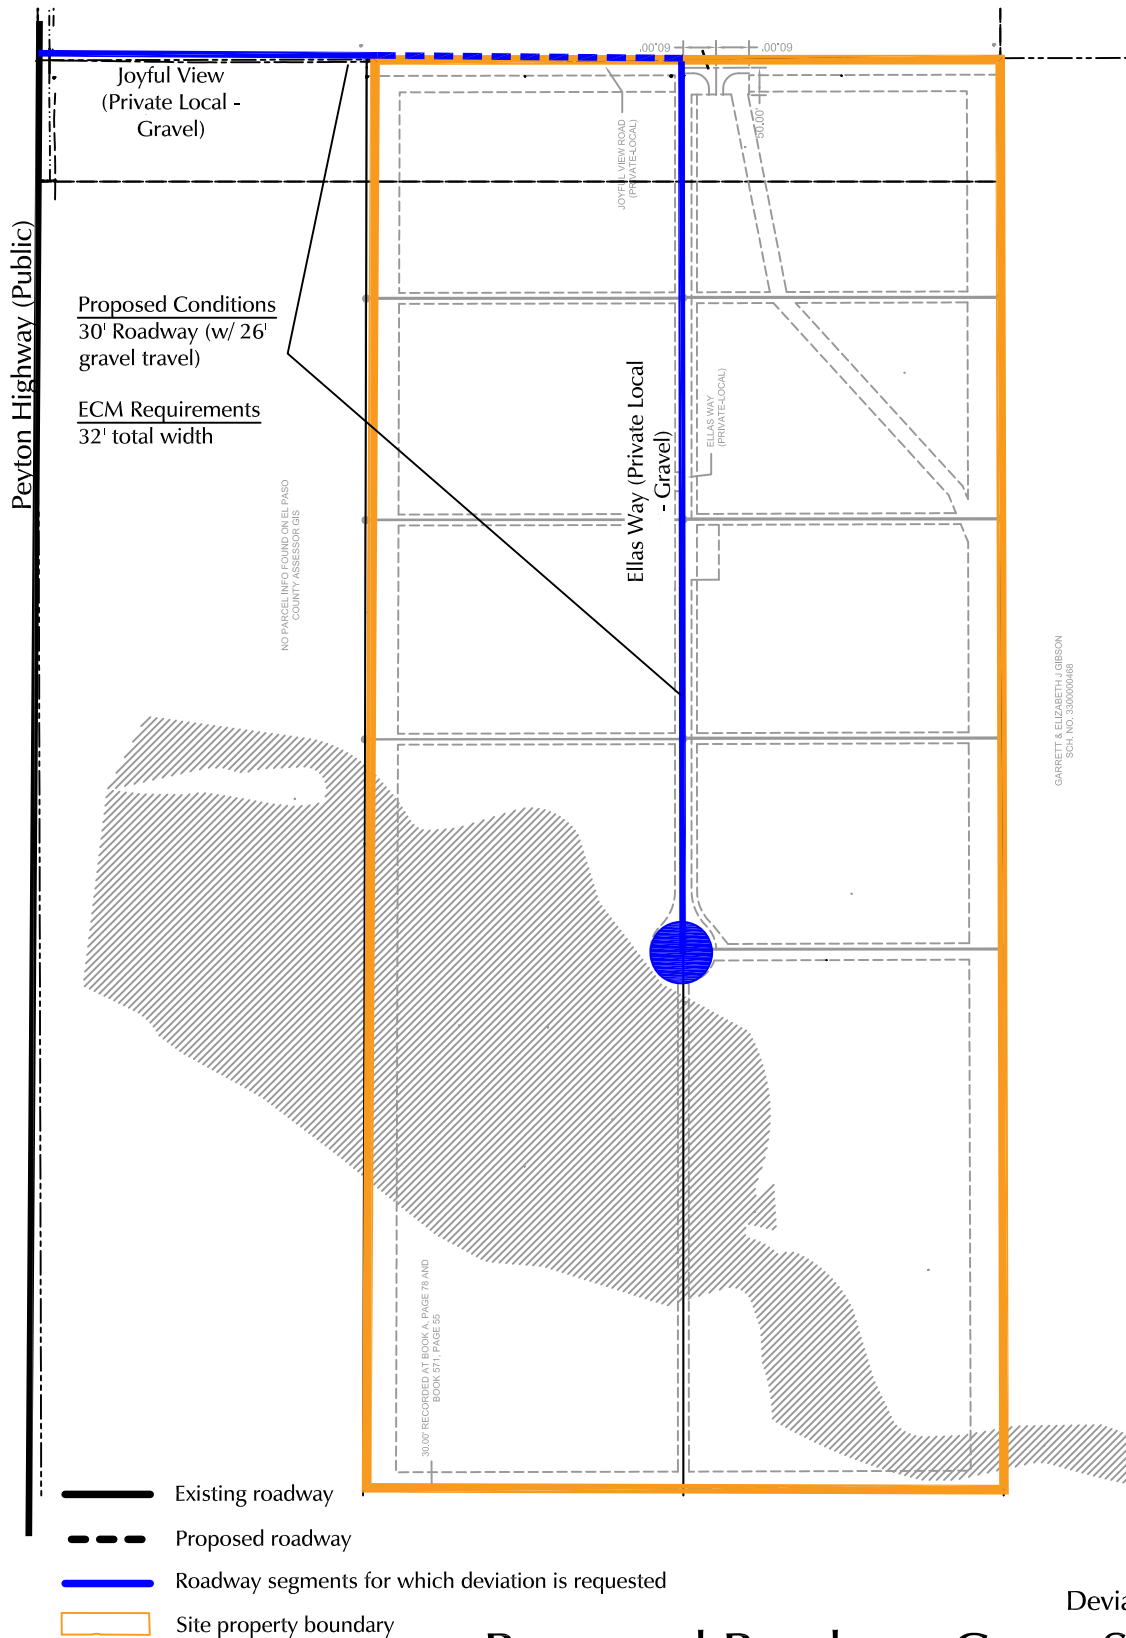 60.00'
60.00'
Joyful View
(Private Local -
Gravel)
50.00'
JOYFUL VIEW ROAD
(PRIVATE-LOCAL)
Peyton Highway (Public)
Proposed Conditions
30' Roadway (w/ 26'
gravel travel)
ECM Requirements
32' total width
Ellas Way (Private Local
- Gravel)
ELLAS WAY
(PRIVATE-LOCAL)
NO PARCEL INFO FOUND ON EL PASO
COUNTY ASSESSOR GIS
GARRETT & ELIZABETH J GIBSON
SCH. NO. 3300000468
30.00' RECORDED AT BOOK A, PAGE 78 AND
BOOK 571, PAGE 55
Existing roadway
Proposed roadway
Roadway segments for which deviation is requested
Site property boundary
Devia